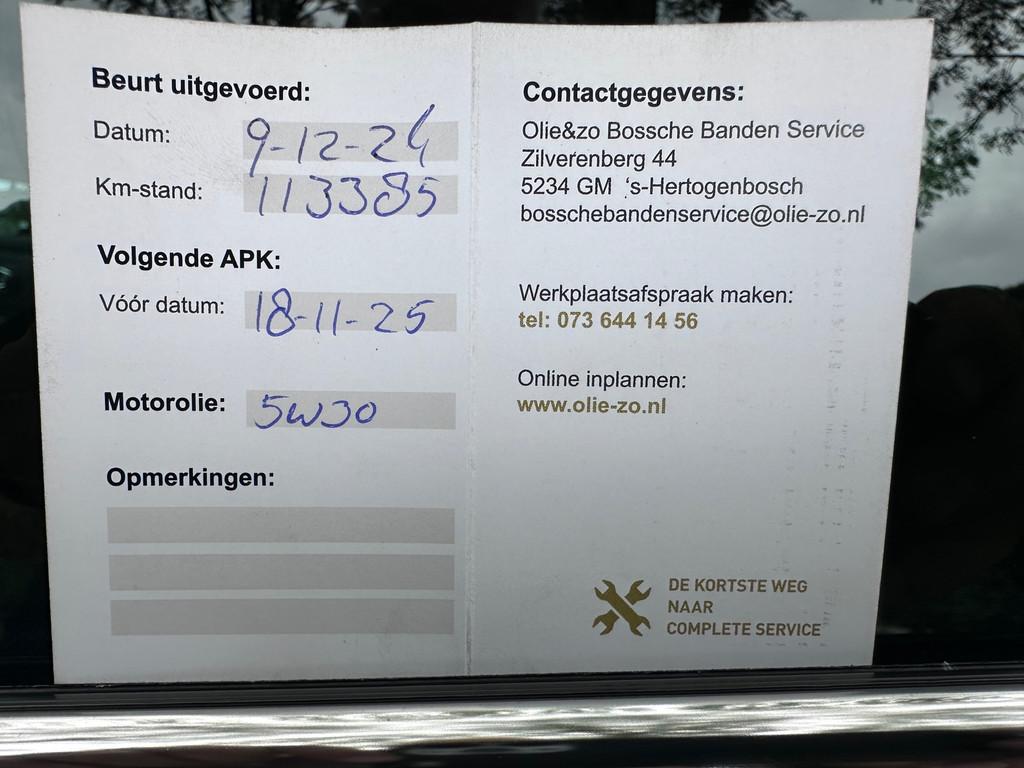 Beurt uitgevoerd:
Datum: 9-12-24
Km-stand: 113385
Volgende APK:
Vóór datum: 18-11-25
Motorolie: 5W30
Opmerkingen:
Contactgegevens:
Olie&zo Bossche Banden Service
Zilverenberg 44
5234 GM 's-Hertogenbosch
bosschebandenservice@olie-zo.nl
Werkplaatsafspraak maken:
tel: 073 644 14 56
Online inplannen:
www.olie-zo.nl
DE KORTSTE WEG
NAAR
COMPLETE SERVICE